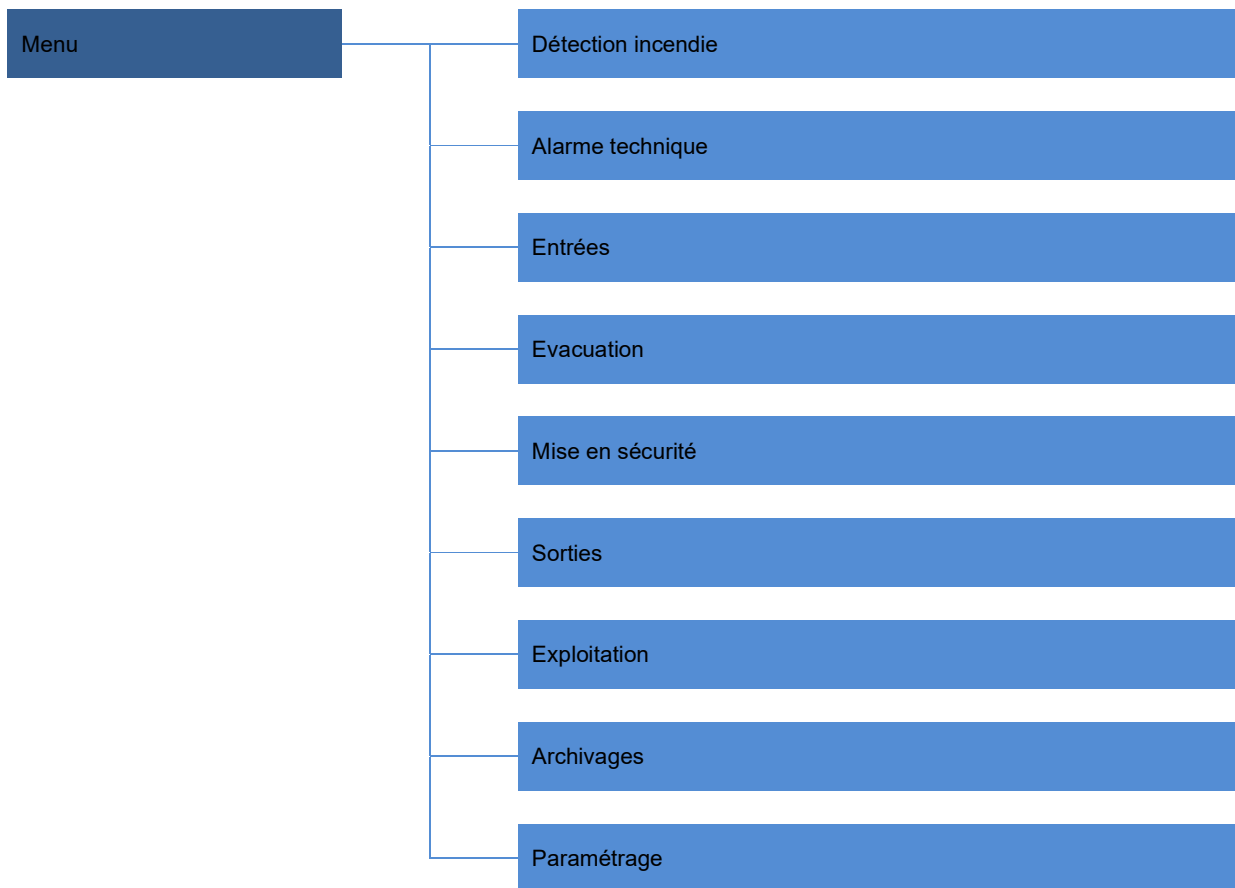 Menu
Détection incendie
Alarme technique
Entrées
Evacuation
Mise en sécurité
Sorties
Exploitation
Archivages
Paramétrage